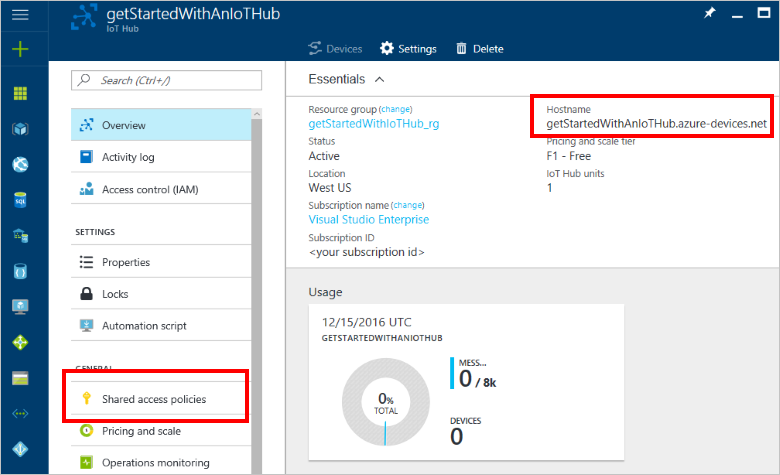 getStartedWithAnIoTHub
IoT Hub
Devices
Settings
Delete
Search (Ctrl+/)
Overview
Activity log
Access control (IAM)
SETTINGS
Properties
Locks
Automation script
GENERAL
Shared access policies
Pricing and scale
Operations monitoring
Essentials
Resource group (change)
getStartedWithIoTHub_rg
Status
Active
Location
West US
Subscription name (change)
Visual Studio Enterprise
Subscription ID
<your subscription id>
Hostname
getStartedWithAnIoTHub.azure-devices.net
Pricing and scale tier
F1 - Free
IoT Hub units
1
Usage
12/15/2016 UTC
GETSTARTEDWITHANIOTHUB
0%
TOTAL
MESS...
0 / 8k
DEVICES
0
SQL